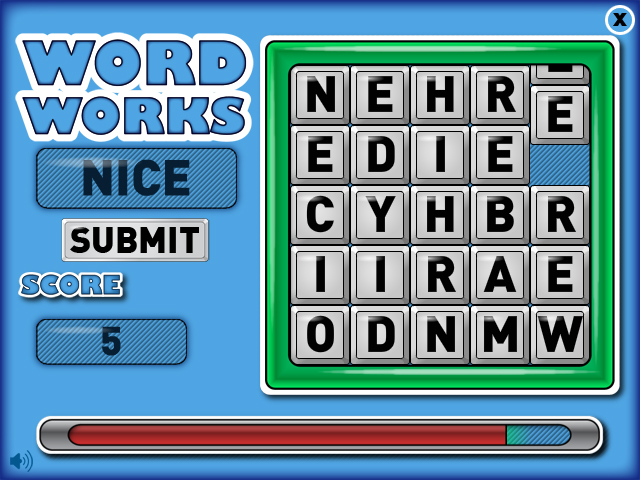 X
WORD
WORKS
NICE
SUBMIT
SCORE
5
N E H R E
E D I E
C Y H B R
I I R A E
O D N M W